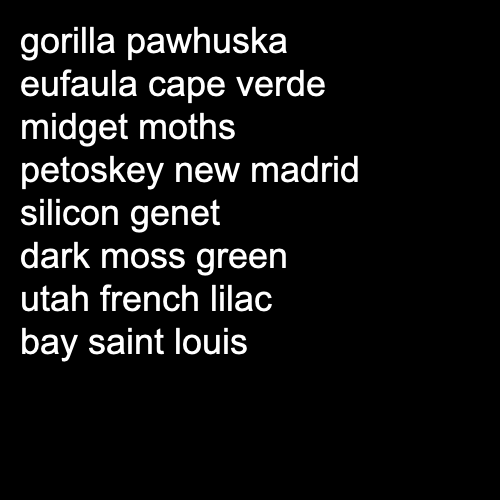 gorilla pawhuska
eufaula cape verde
midget moths
petoskey new madrid
silicon genet
dark moss green
utah french lilac
bay saint louis